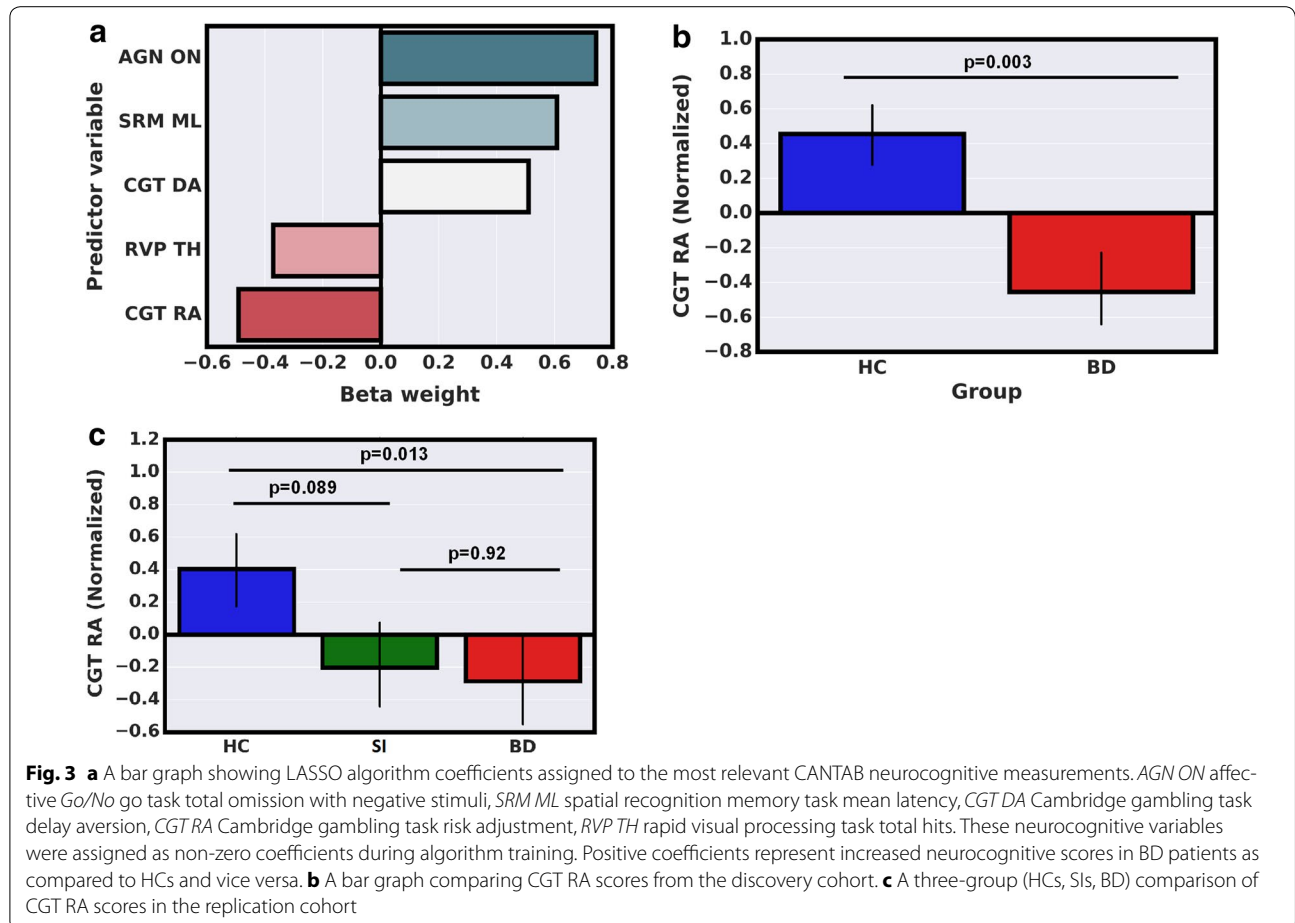 a
Predictor variable
AGN ON
SRM ML
CGT DA
RVP TH
CGT RA
−0.6 −0.4 −0.2 0.0 0.2 0.4 0.6 0.8
Beta weight
b
CGT RA (Normalized)
1.0
0.8
0.6
0.4
0.2
0.0
−0.2
−0.4
−0.6
−0.8
p=0.003
HC BD
Group
c
CGT RA (Normalized)
1.2
1.0
0.8
0.6
0.4
0.2
0.0
−0.2
−0.4
−0.6
p=0.013
p=0.089
p=0.92
HC SI BD
Fig. 3 a A bar graph showing LASSO algorithm coefficients assigned to the most relevant CANTAB neurocognitive measurements. AGN ON affec-
tive Go/No go task total omission with negative stimuli, SRM ML spatial recognition memory task mean latency, CGT DA Cambridge gambling task
delay aversion, CGT RA Cambridge gambling task risk adjustment, RVP TH rapid visual processing task total hits. These neurocognitive variables
were assigned as non-zero coefficients during algorithm training. Positive coefficients represent increased neurocognitive scores in BD patients as
compared to HCs and vice versa. b A bar graph comparing CGT RA scores from the discovery cohort. c A three-group (HCs, SIs, BD) comparison of
CGT RA scores in the replication cohort